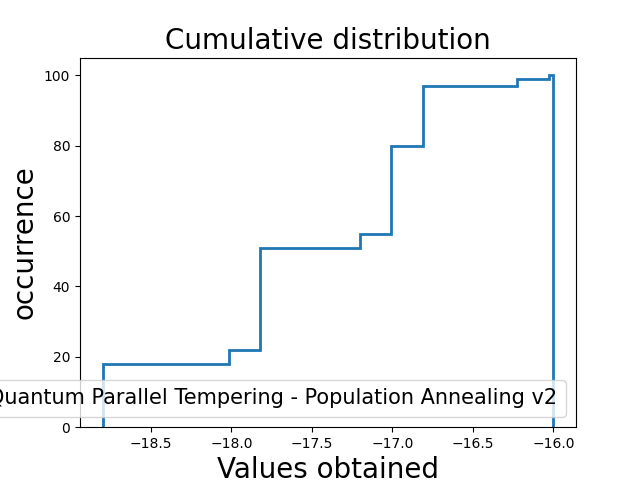 Cumulative distribution
occurrence
100
80
60
40
20
0
Quantum Parallel Tempering - Population Annealing v2
−18.5 −18.0 −17.5 −17.0 −16.5 −16.0
Values obtained